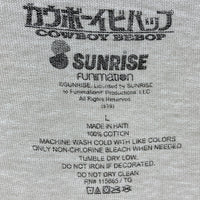 カウボーイビバップ
COWBOY BEBOP
SUNRISE
FUNIMATION
©SUNRISE. Licensed by SUNRISE
to Funimation® Productional, LLC.
All Rights Reserved.
L
MADE IN HAITI
100% COTTON
MACHINE WASH COLD WITH LIKE COLORS
ONLY NON-CHLORINE BLEACH WHEN NEEDED
TUMBLE DRY LOW.
DO NOT IRON IF DECORATED.
DO NOT DRY CLEAN